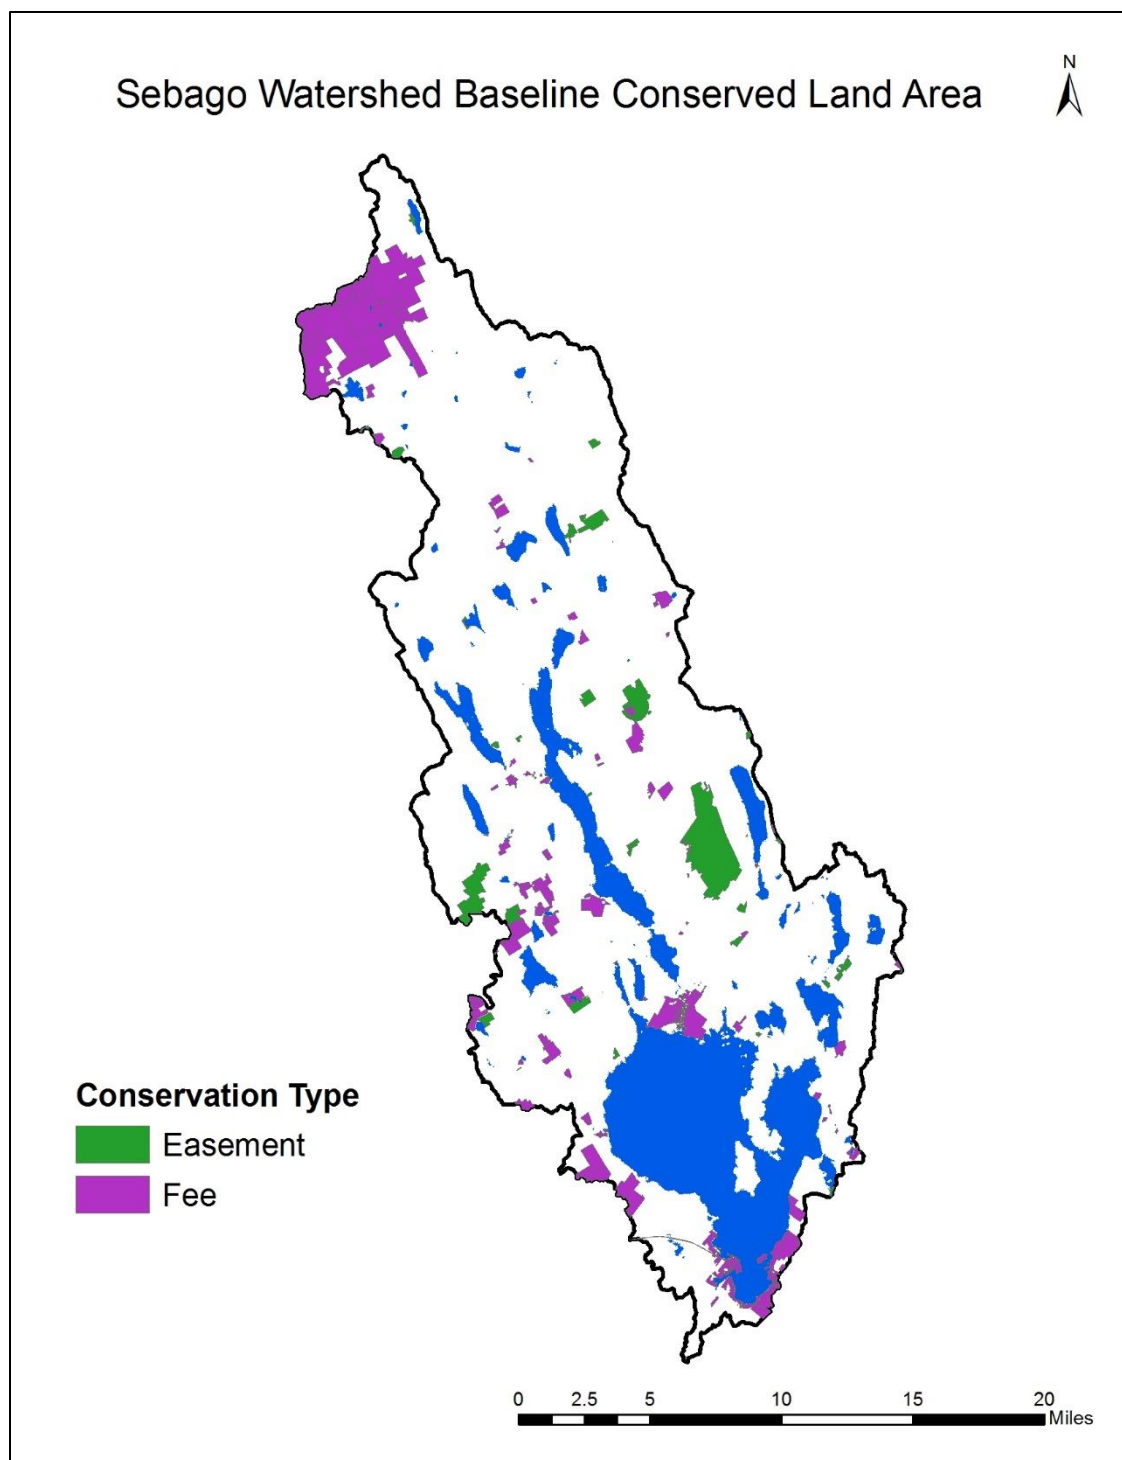 N
Sebago Watershed Baseline Conserved Land Area
Conservation Type
Easement
Fee
0 2.5 5 10 15 20
Miles